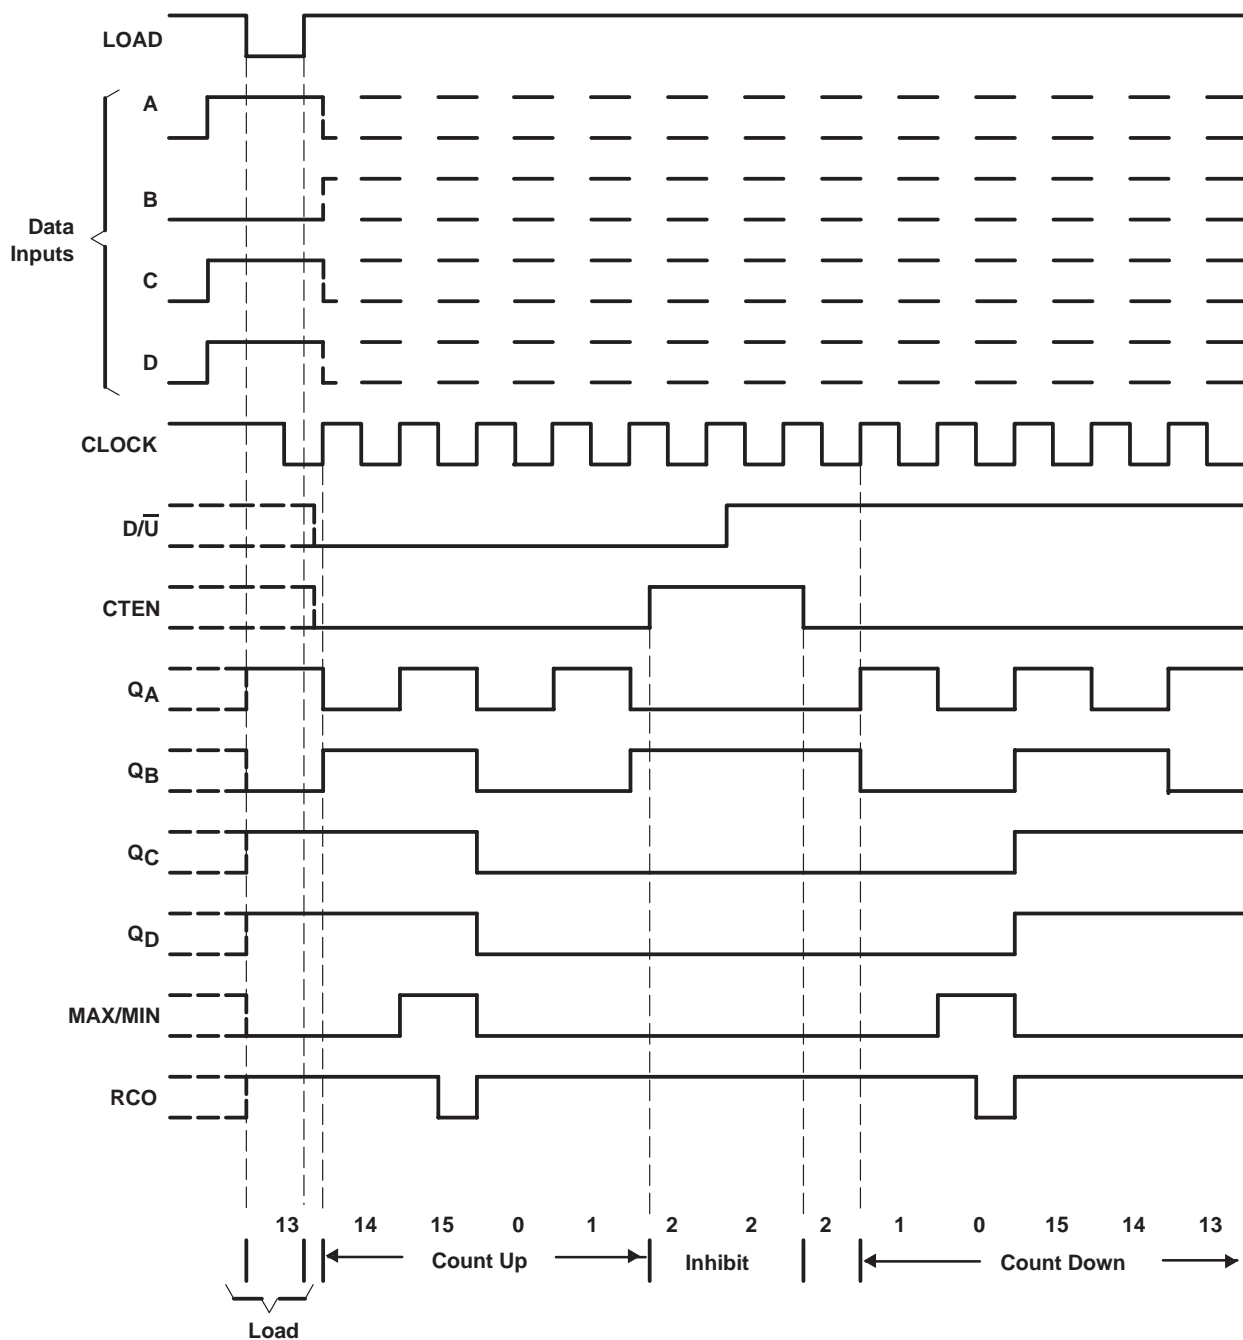 LOAD
A
B
Data
Inputs
C
D
CLOCK
D/U̅
CTEN
QA
QB
QC
QD
MAX/MIN
RCO
13 14 15 0 1 2 2 2 1 0 15 14 13
Count Up Inhibit Count Down
Load